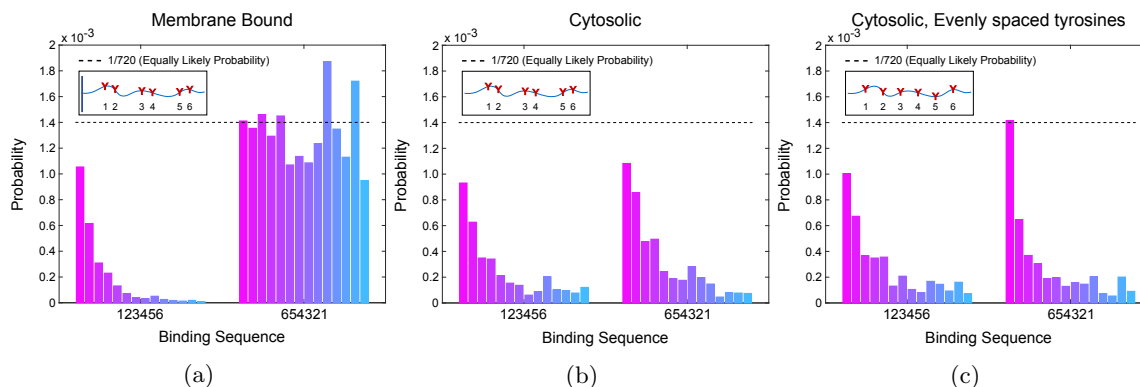 Membrane Bound
x 10⁻³
2
1.8
1.6
1.4
1.2
1.0
0.8
0.6
0.4
0.2
0
Probability
1/720 (Equally Likely Probability)
Y Y Y Y Y Y
1 2 3 4 5 6
123456 654321
Binding Sequence
(a)
Cytosolic
x 10⁻³
2
1.8
1.6
1.4
1.2
1.0
0.8
0.6
0.4
0.2
0
Probability
1/720 (Equally Likely Probability)
Y Y Y Y Y Y
1 2 3 4 5 6
123456 654321
Binding Sequence
(b)
Cytosolic, Evenly spaced tyrosines
x 10⁻³
2
1.8
1.6
1.4
1.2
1.0
0.8
0.6
0.4
0.2
0
Probability
1/720 (Equally Likely Probability)
Y Y Y Y Y Y
1 2 3 4 5 6
123456 654321
Binding Sequence
(c)